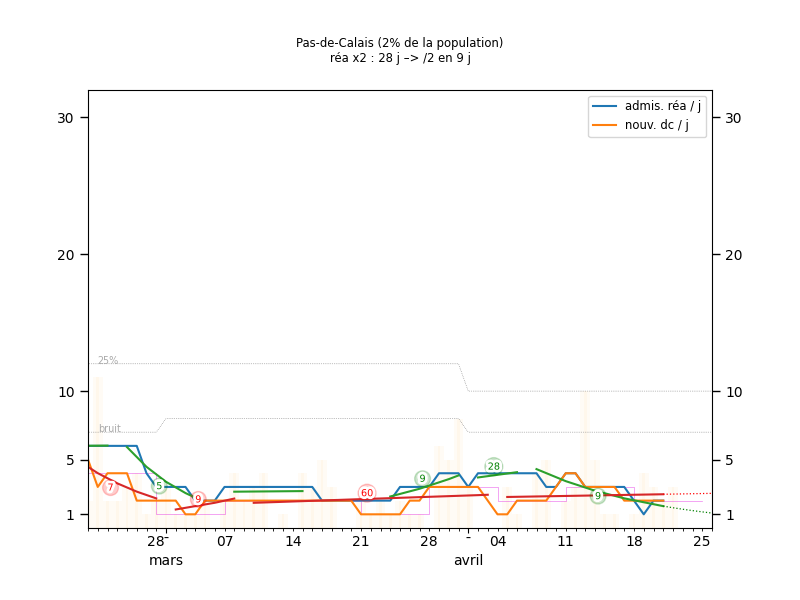 Pas-de-Calais (2% de la population)
réa x2 : 28 j –> /2 en 9 j
admis. réa / j
nouv. dc / j
30 30
20 20
25%
10 10
bruit
5 5
7 5 9 60 9 28 9
1 1
28 07 14 21 28 04 11 18 25
mars avril